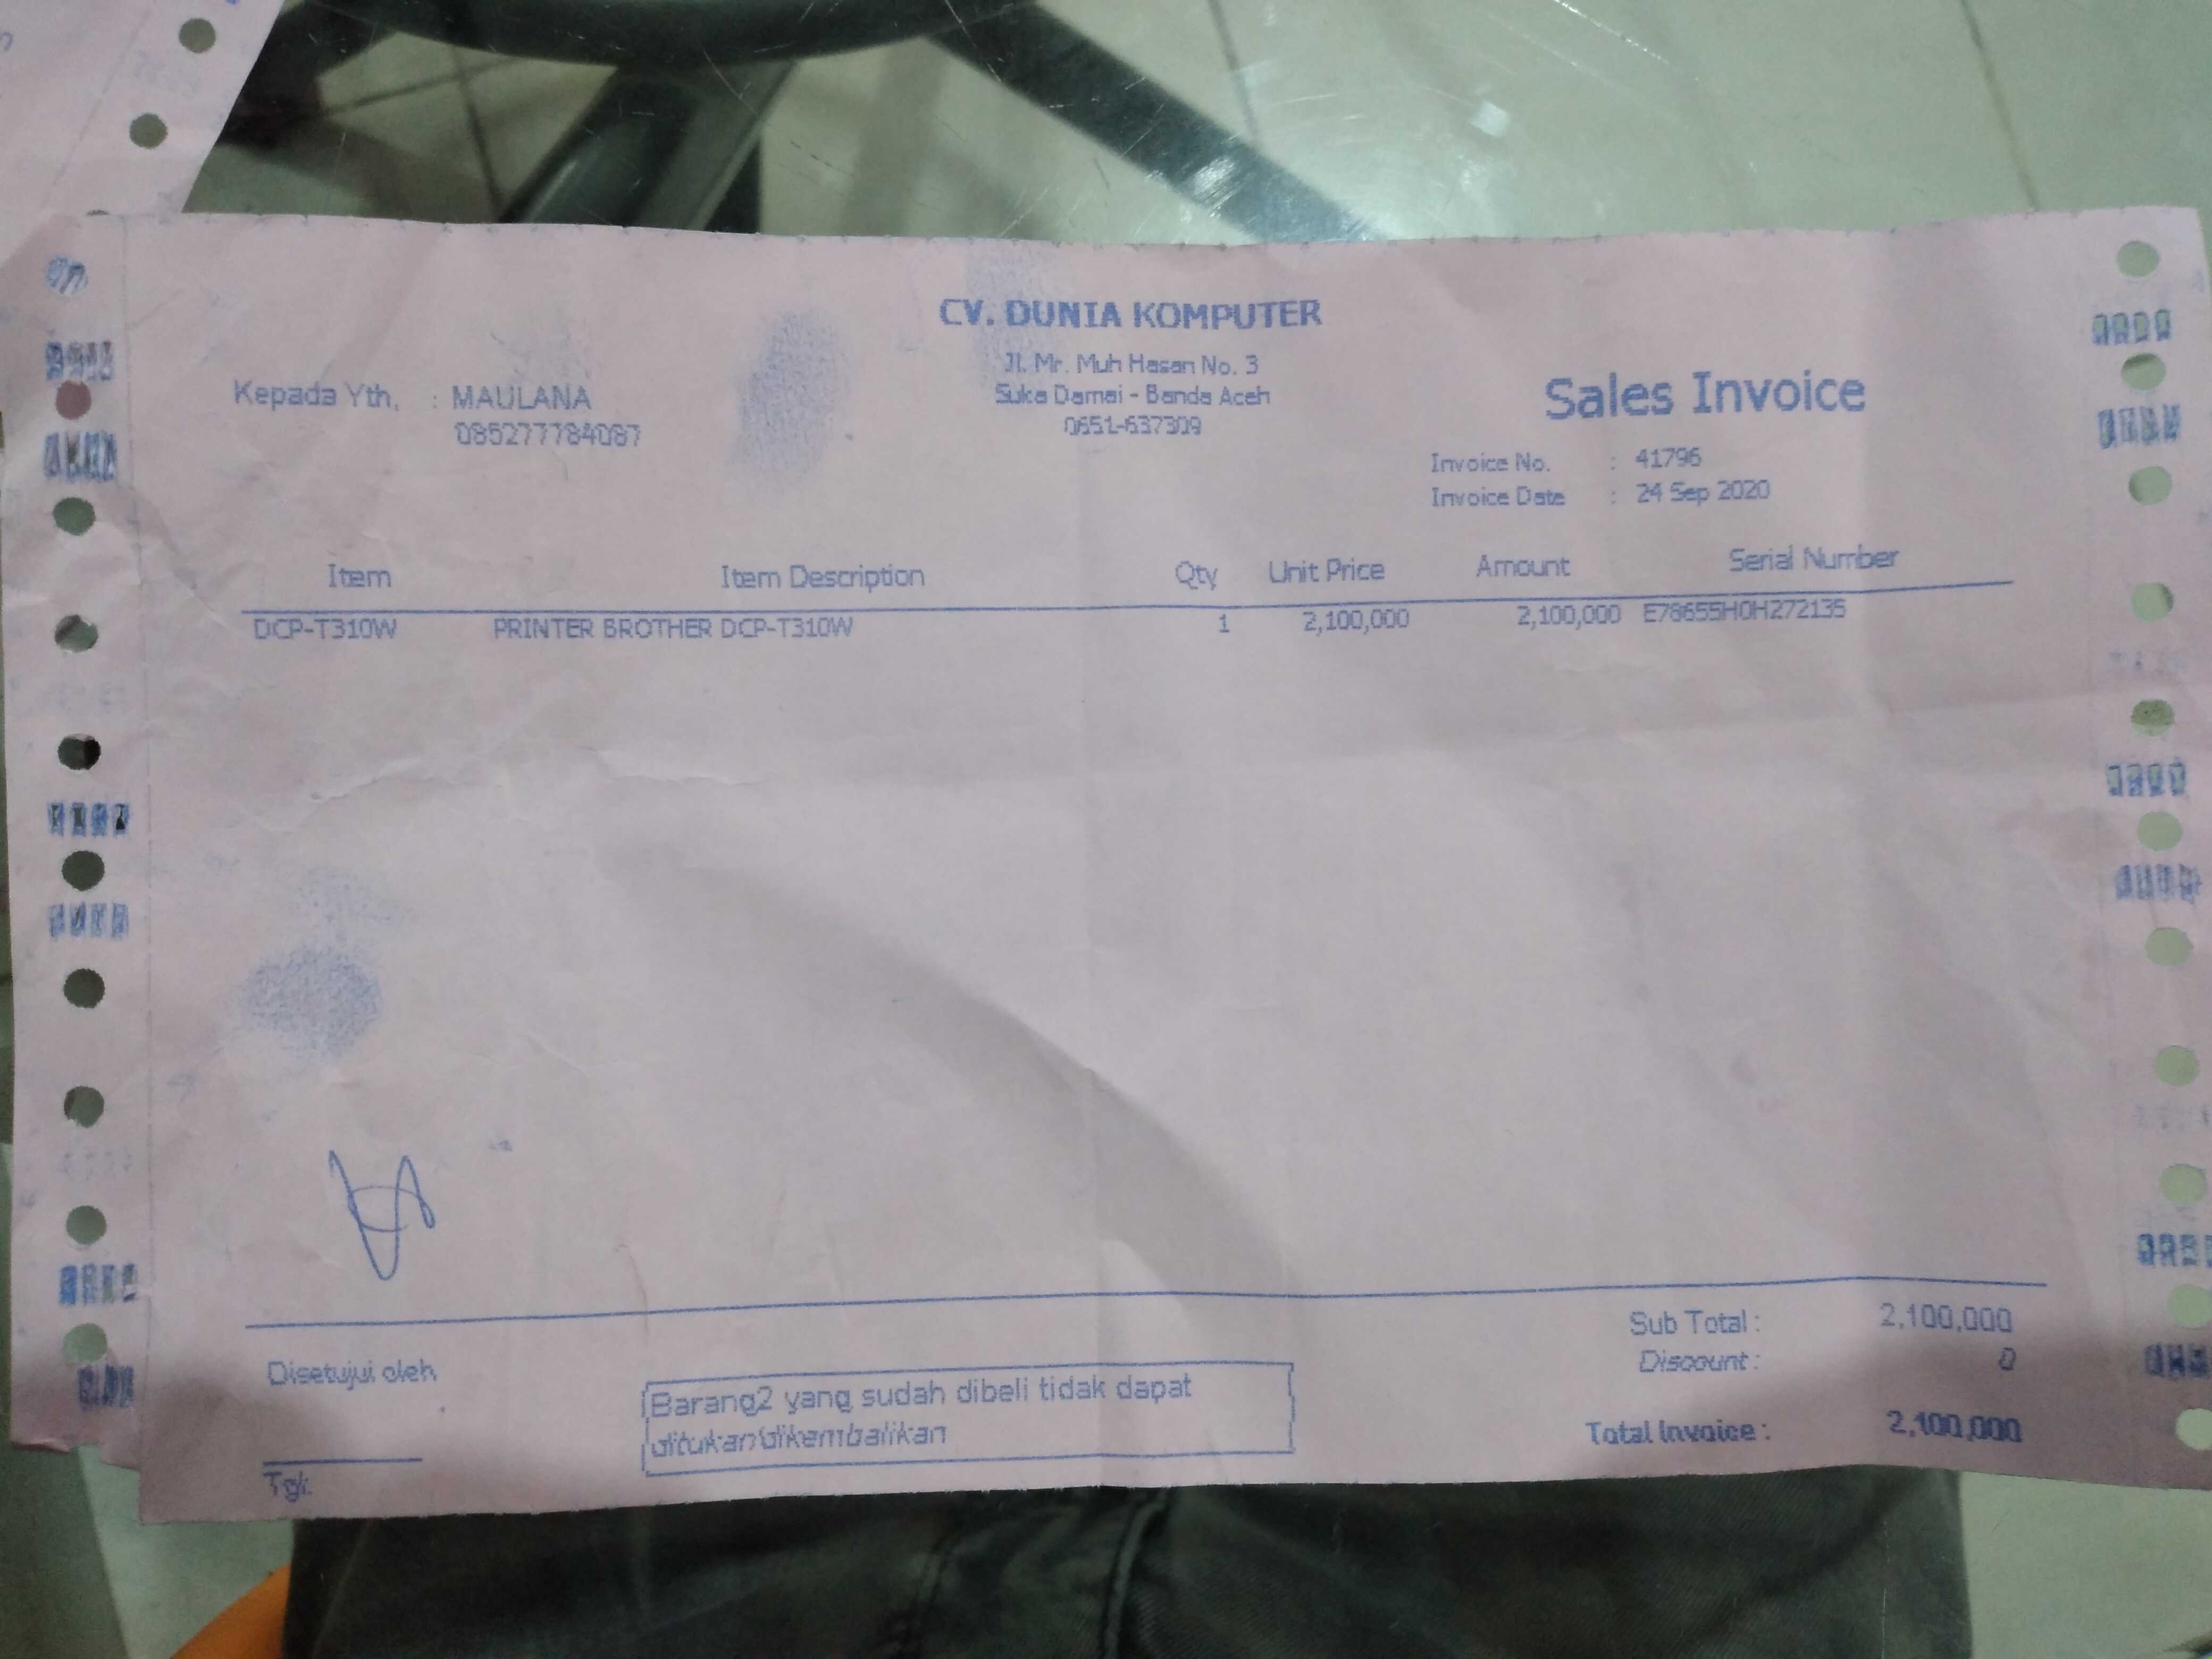 CV. DUNIA KOMPUTER
Jl. Mr. Muh Hasan No. 3
Suka Damai - Banda Aceh
0651-637309
Kepada Yth, : MAULANA
085277784087
Sales Invoice
Invoice No. : 41796
Invoice Date : 24 Sep 2020
Item Item Description Qty Unit Price Amount Serial Number
DCP-T310W PRINTER BROTHER DCP-T310W 1 2,100,000 2,100,000 E78655H0H272135
Sub Total : 2,100,000
Discount : 0
Total Invoice : 2,100,000
Disetujui oleh
Tgl:
Barang2 yang sudah dibeli tidak dapat
ditukar/dikembalikan